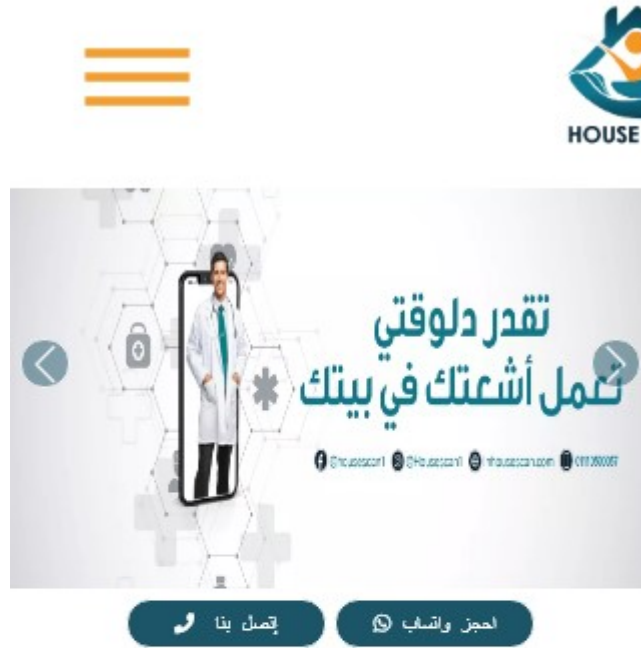 HOUSE
تقدر دلوقتي
تعمل أشعتك في بيتك
احجز واتساب
إتصل بنا